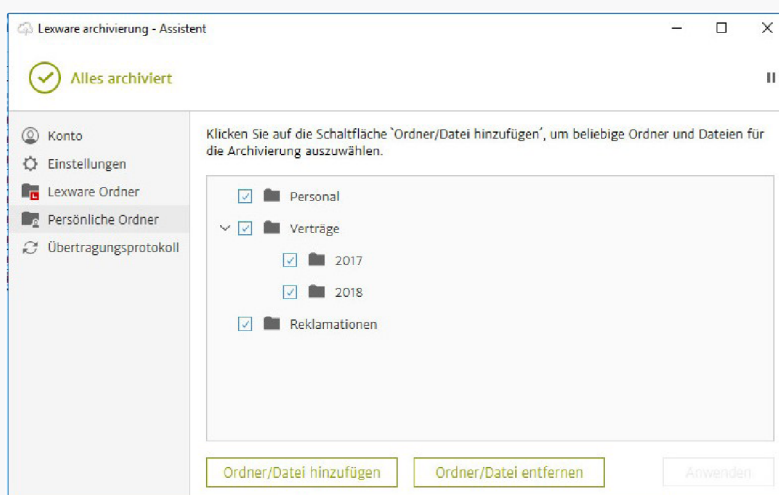 Lexware archivierung - Assistent
Alles archiviert
Konto
Einstellungen
Lexware Ordner
Persönliche Ordner
Übertragungsprotokoll
Klicken Sie auf die Schaltfläche `Ordner/Datei hinzufügen´, um beliebige Ordner und Dateien für
die Archivierung auszuwählen.
Personal
Verträge
2017
2018
Reklamationen
Ordner/Datei hinzufügen
Ordner/Datei entfernen
Anwenden